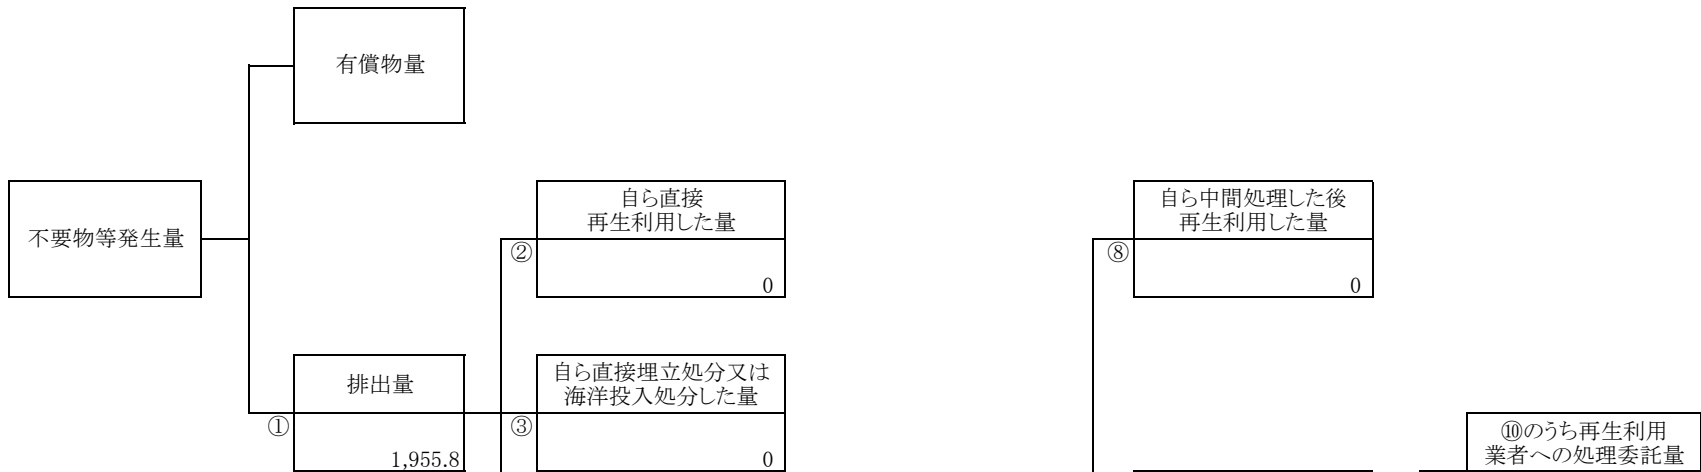 有償物量
不要物等発生量
自ら直接
再生利用した量
②
0
自ら中間処理した後
再生利用した量
⑧
0
排出量
①
1,955.8
自ら直接埋立処分又は
海洋投入処分した量
③
0
⑩のうち再生利用
業者への処理委託量